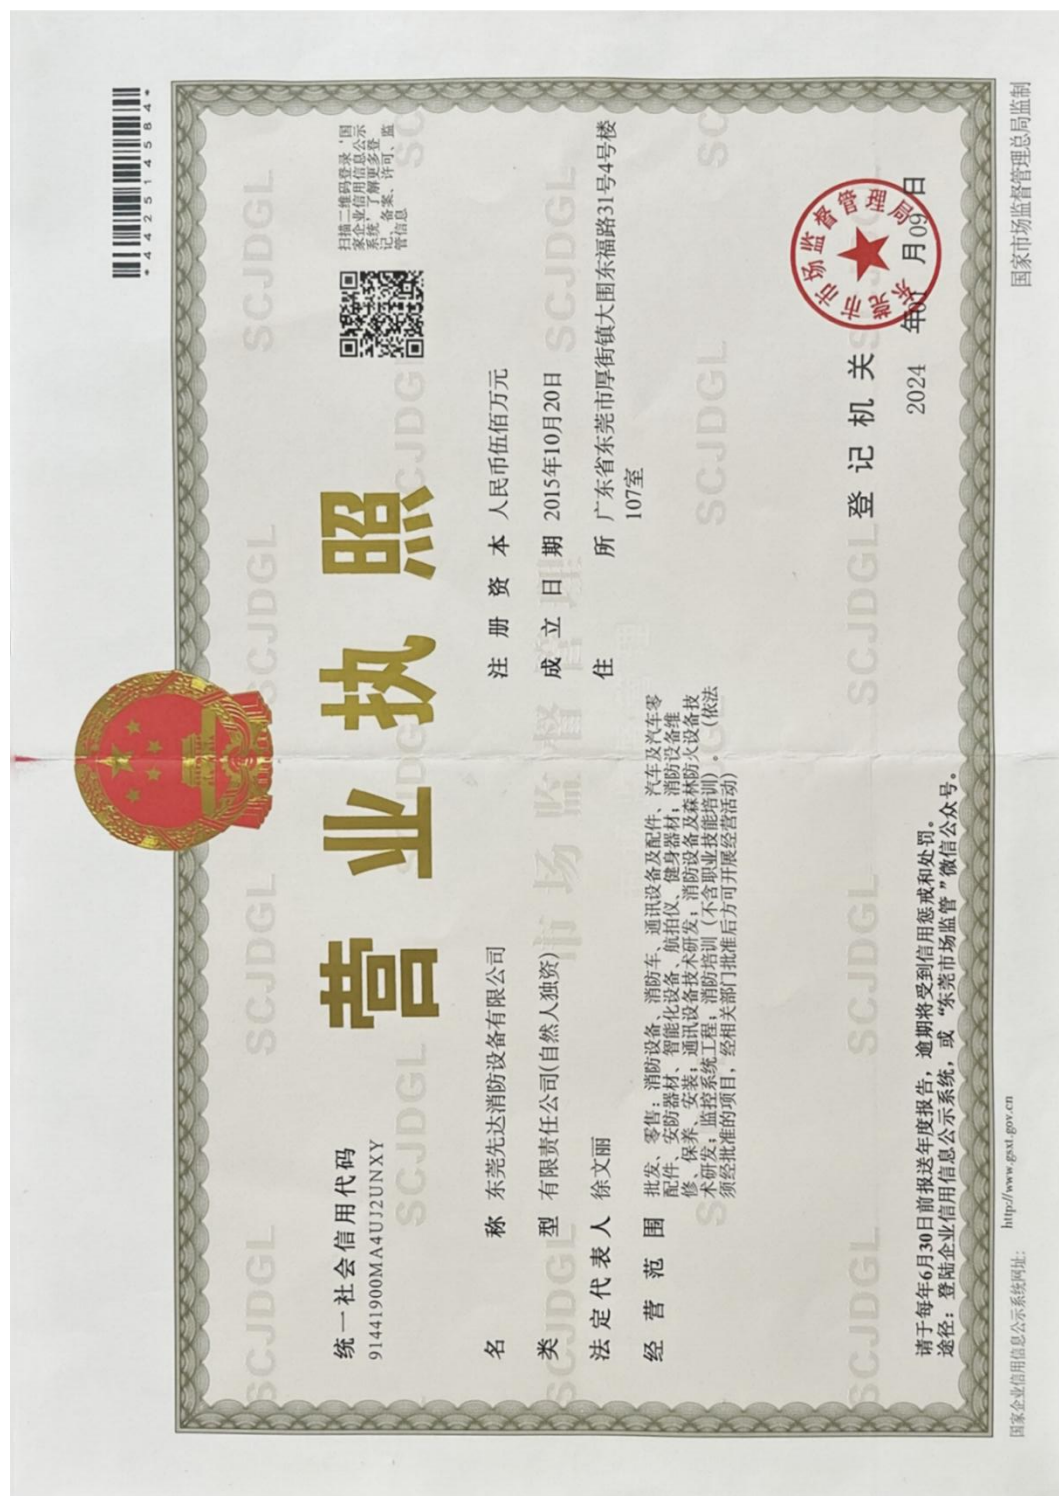 *442514584*
营业执照
统一社会信用代码
91441900MA4UJ2UNXY
扫描二维码登录‘国
家企业信用信息公示
系统’了解更多登
记、备案、许可、监
管信息
名称 东莞先达消防设备有限公司
类型 有限责任公司(自然人独资)
法定代表人 徐文丽
经营范围 批发、零售：消防设备、消防车、通讯设备及配件、汽车及汽车零
配件、安防器材、智能化设备、航拍仪、健身器材；消防设备维
修、保养、安装；通讯设备技术研发；消防设备及森林防火设备技
术研发；监控系统工程；消防培训（不含职业技能培训）。（依法
须经批准的项目，经相关部门批准后方可开展经营活动）
注册资本 人民币伍佰万元
成立日期 2015年10月20日
住所 广东省东莞市厚街镇大围东福路31号4号楼
107室
登记机关
东莞市市场监督管理局
2024 年01 月09 日
请于每年6月30日前报送年度报告，逾期将受到信用惩戒和处罚。
途径：登陆企业信用信息公示系统，或“东莞市场监管”微信公众号。
国家企业信用信息公示系统网址： http://www.gsxt.gov.cn
国家市场监督管理总局监制
SCJDGL
市场监督管理